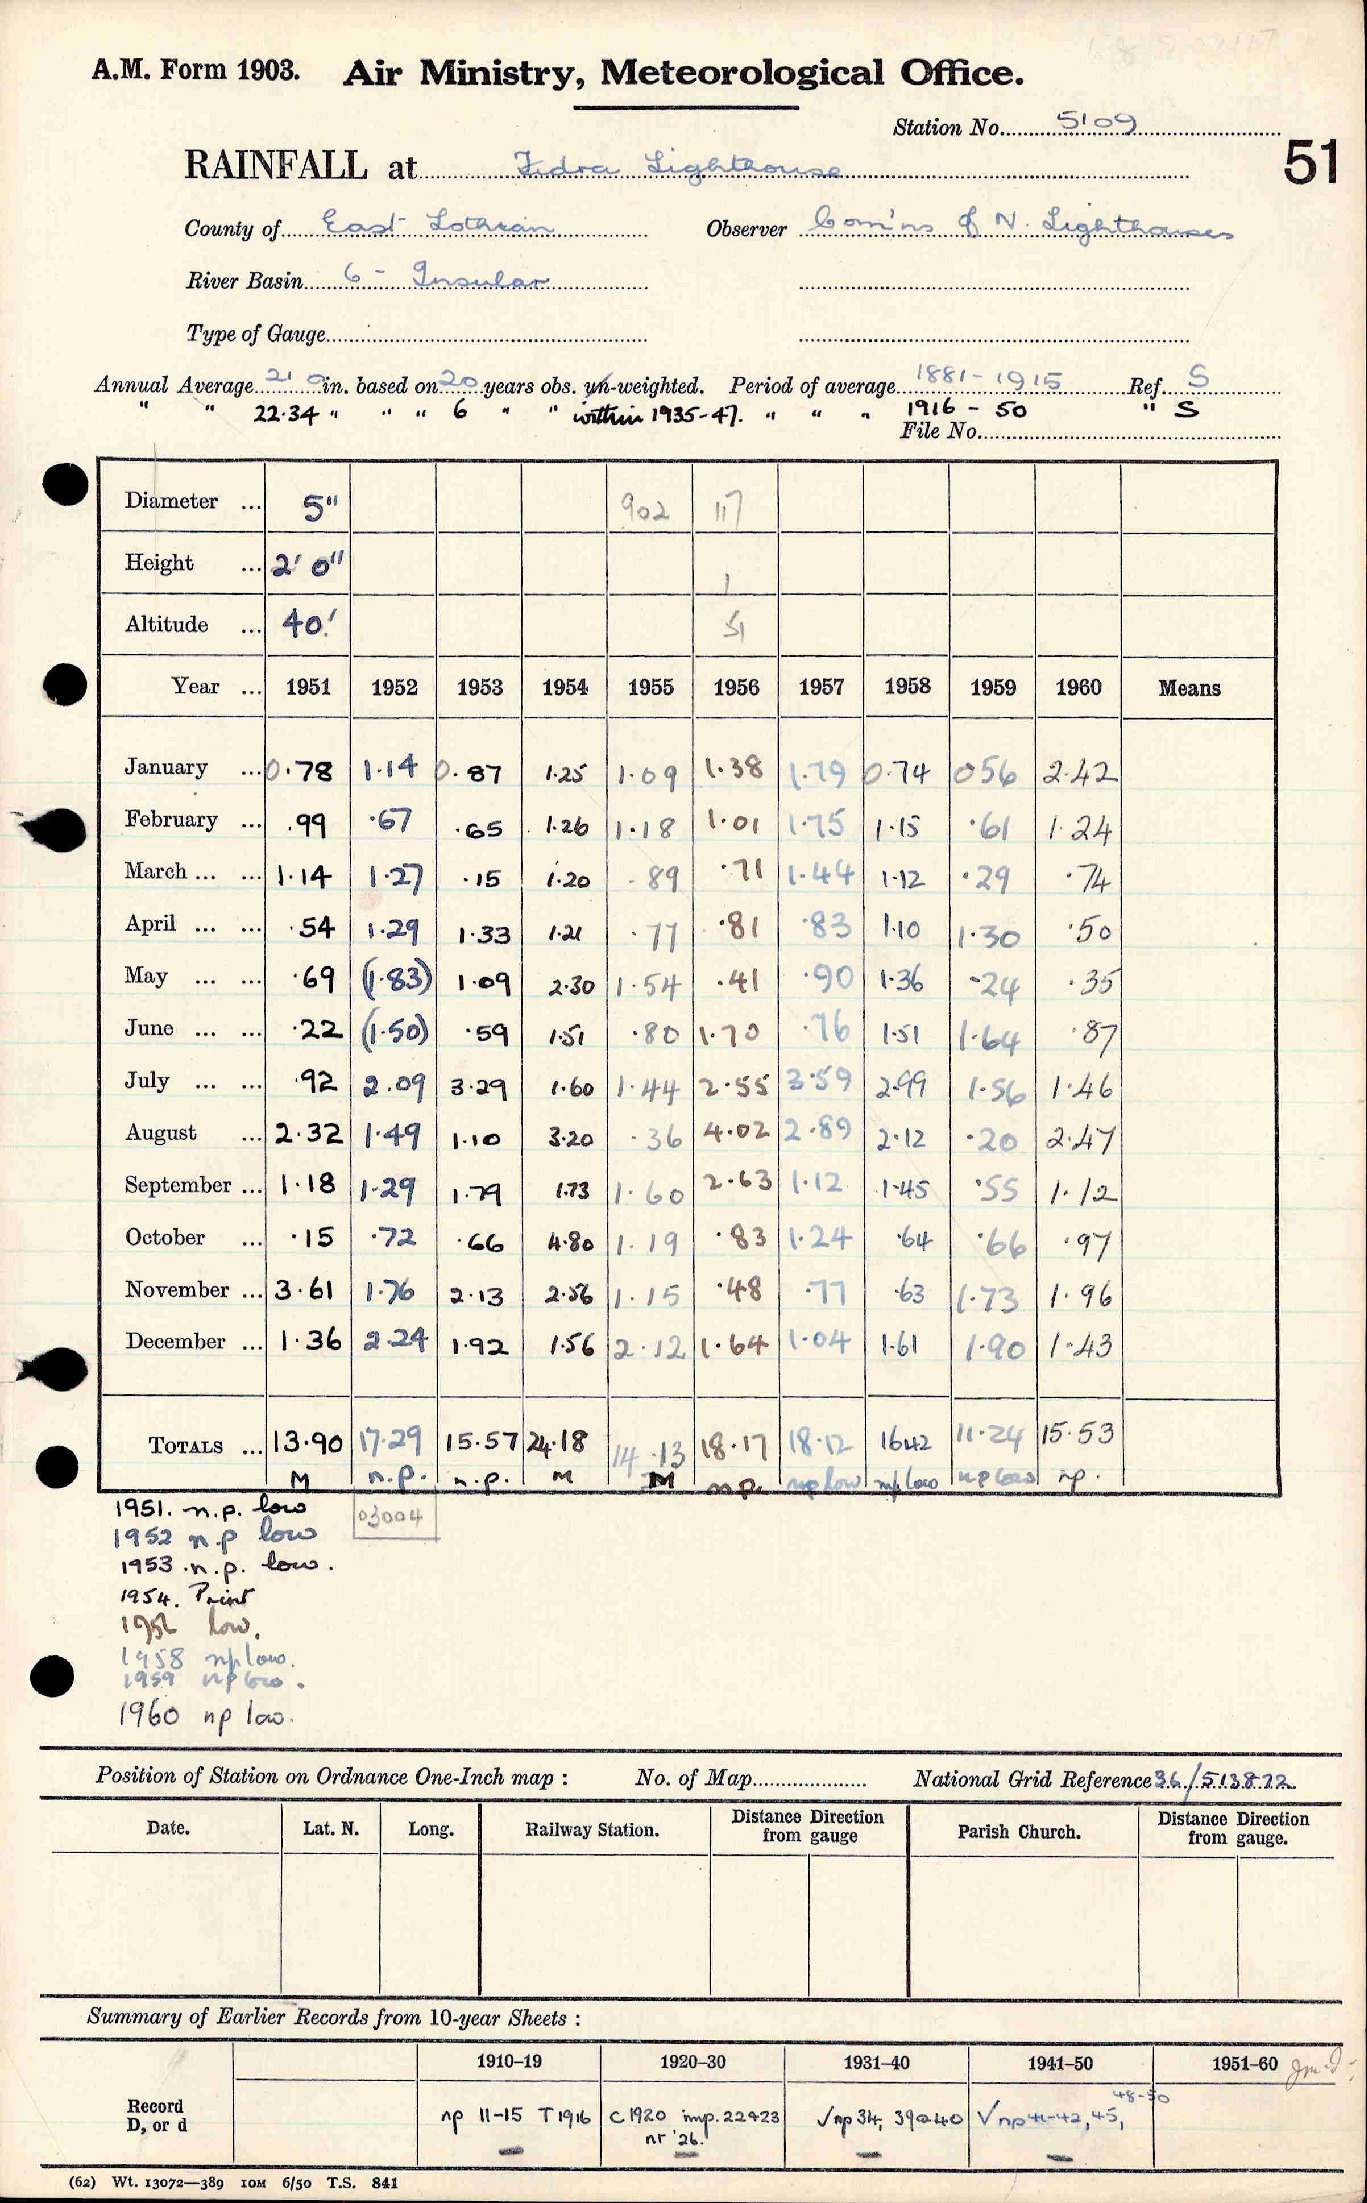 A.M. Form 1903. Air Ministry, Meteorological Office.
Station No. 5109
51
RAINFALL at Fidra Lighthouse
County of East Lothian Observer Com'ns of N. Lighthouses
River Basin 6 - Insular
Type of Gauge
Annual Average 21.9 in. based on 20 years obs. un-weighted. Period of average 1881-1915 Ref. S
" " 22.34 " " " 6 " " within 1935-47. " " " 1916 - 50 " S
File No.
Diameter ... 5" 902 117
Height ... 2' 0" 1
Altitude ... 40' 51
Year ... 1951 1952 1953 1954 1955 1956 1957 1958 1959 1960 Means
January ... 0.78 1.14 0.87 1.25 1.09 1.38 1.79 0.74 056 2.42
February ... .99 .67 .65 1.26 1.18 1.01 1.75 1.15 .61 1.24
March ... ... 1.14 1.27 .15 1.20 .89 .71 1.44 1.12 .29 .74
April ... ... .54 1.29 1.33 1.21 .77 .81 .83 1.10 1.30 .50
May ... ... .69 (1.83) 1.09 2.30 1.54 .41 .90 1.36 .24 .35
June ... ... .22 (1.50) .59 1.51 .80 1.70 .76 1.51 1.64 .87
July ... ... .92 2.09 3.29 1.60 1.44 2.55 3.59 2.99 1.56 1.46
August ... 2.32 1.49 1.10 3.20 .36 4.02 2.89 2.12 .20 2.47
September ... 1.18 1.29 1.79 1.73 1.60 2.63 1.12 1.45 .55 1.12
October ... .15 .72 .66 4.80 1.19 .83 1.24 .64 .66 .97
November ... 3.61 1.76 2.13 2.56 1.15 .48 .77 .63 1.73 1.96
December ... 1.36 2.24 1.92 1.56 2.12 1.64 1.04 1.61 1.90 1.43
TOTALS ... 13.90 17.29 15.57 24.18 14.13 18.17 18.12 1642 11.24 15.53
M n.p. n.p. M M n.p. np low np low np low np.
1951. n.p. low
03004
1952 n.p low
1953 .n.p. low.
1954. Print
1956 low.
1958 np low.
1959 np low.
1960 np low.
Position of Station on Ordnance One-Inch map : No. of Map National Grid Reference 36/513872
Date. Lat. N. Long. Railway Station. Distance Direction from gauge Parish Church. Distance Direction from gauge.
Summary of Earlier Records from 10-year Sheets :
1910–19 1920–30 1931–40 1941–50 1951–60
48-50
Record D, or d np 11-15 T 1916 c 1920 imp. 22+23 √np 34, 39@40 √np 41-42, 45,
nr '26.
(62) Wt. 13072—389 10M 6/50 T.S. 841